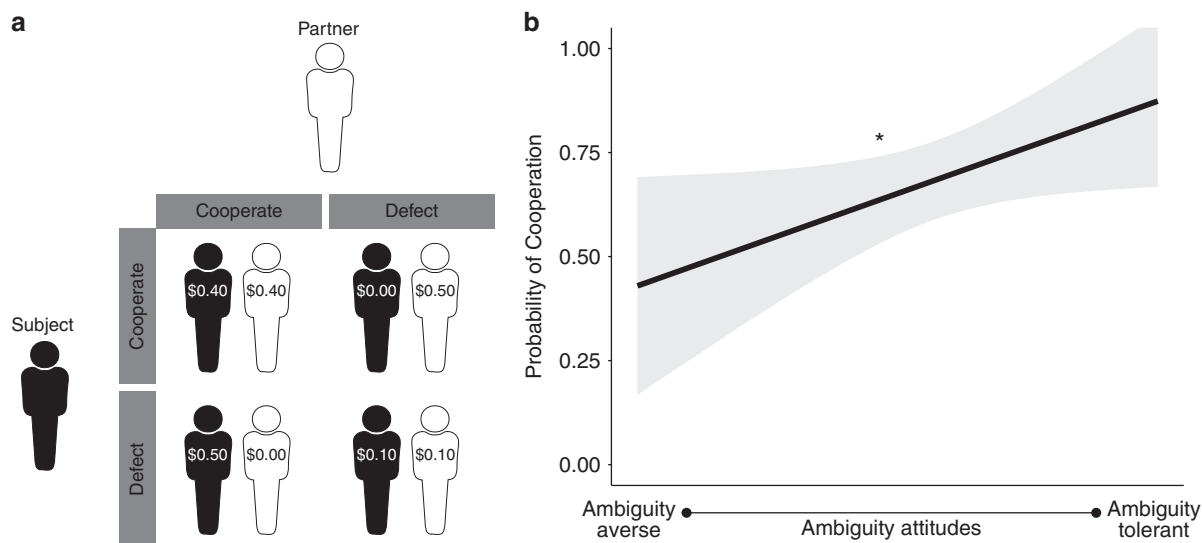 a
Partner
Cooperate Defect
Cooperate
$0.40 $0.40 $0.00 $0.50
Subject
Defect
$0.50 $0.00 $0.10 $0.10
b
Probability of Cooperation
1.00
0.75
0.50
0.25
0.00
*
Ambiguity
averse
Ambiguity attitudes
Ambiguity
tolerant